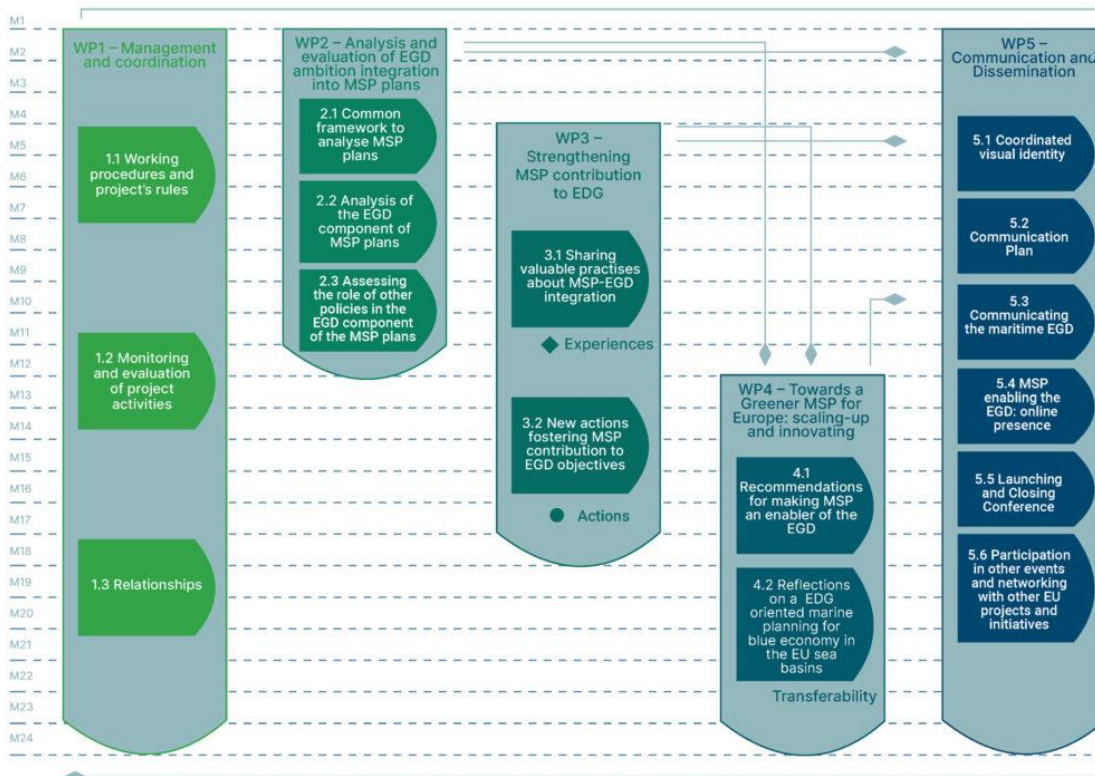 M1
M2
M3
M4
M5
M6
M7
M8
M9
M10
M11
M12
M13
M14
M15
M16
M17
M18
M19
M20
M21
M22
M23
M24
WP1 – Management
and coordination
1.1 Working
procedures and
project's rules
1.2 Monitoring
and evaluation
of project
activities
1.3 Relationships
WP2 – Analysis and
evaluation of EGD
ambition integration
into MSP plans
2.1 Common
framework to
analyse MSP
plans
2.2 Analysis of
the EGD
component of
MSP plans
2.3 Assessing
the role of other
policies in the
EGD component
of the MSP plans
WP3 –
Strengthening
MSP contribution
to EDG
3.1 Sharing
valuable practises
about MSP-EGD
integration
Experiences
3.2 New actions
fostering MSP
contribution to
EGD objectives
Actions
WP4 – Towards a
Greener MSP for
Europe: scaling-up
and innovating
4.1
Recommendations
for making MSP
an enabler of the
EGD
4.2 Reflections
on a EDG
oriented marine
planning for
blue economy in
the EU sea
basins
Transferability
WP5 –
Communication and
Dissemination
5.1 Coordinated
visual identity
5.2
Communication
Plan
5.3
Communicating
the maritime EGD
5.4 MSP
enabling the
EGD: online
presence
5.5 Launching
and Closing
Conference
5.6 Participation
in other events
and networking
with other EU
projects and
initiatives